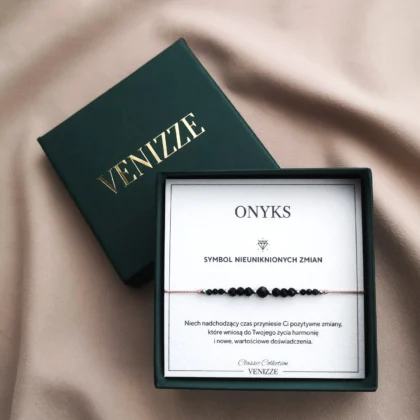 VENIZZE
ONYKS
SYMBOL NIEUNIKNIONYCH ZMIAN
Niech nadchodzący czas przyniesie Ci pozytywne zmiany,
które wniosą do Twojego życia harmonię
i nowe, wartościowe doświadczenia.
Classic Collection
VENIZZE